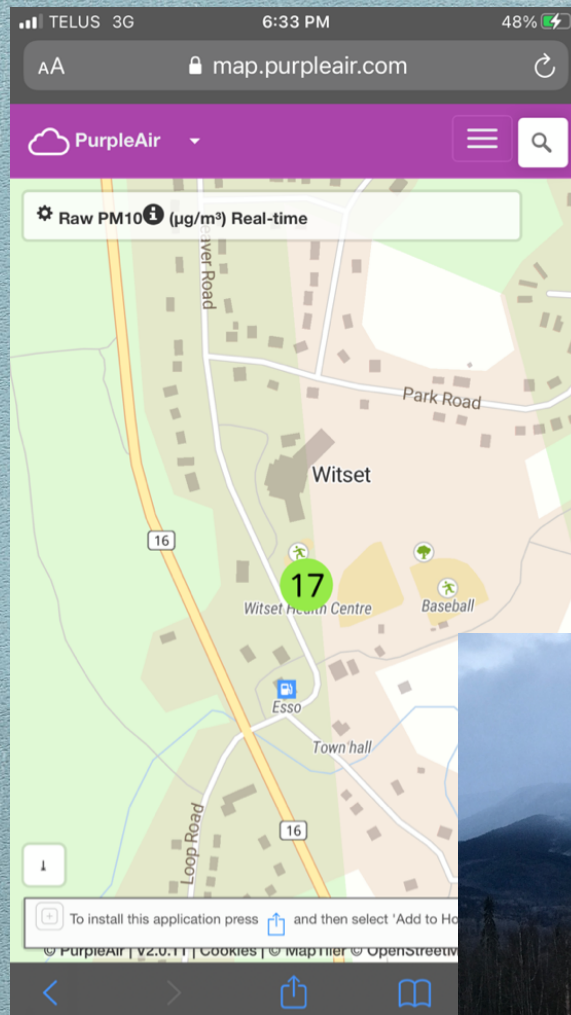 TELUS 3G 6:33 PM 48%
AA map.purpleair.com
PurpleAir
Raw PM10 (µg/m³) Real-time
eaver Road
Park Road
Witset
16
17
Witset Health Centre
Baseball
Esso
Town hall
16
Loop Road
To install this application press and then select 'Add to Ho
© PurpleAir | V2.0.11 | Cookies | © MapTiler © OpenStreetM